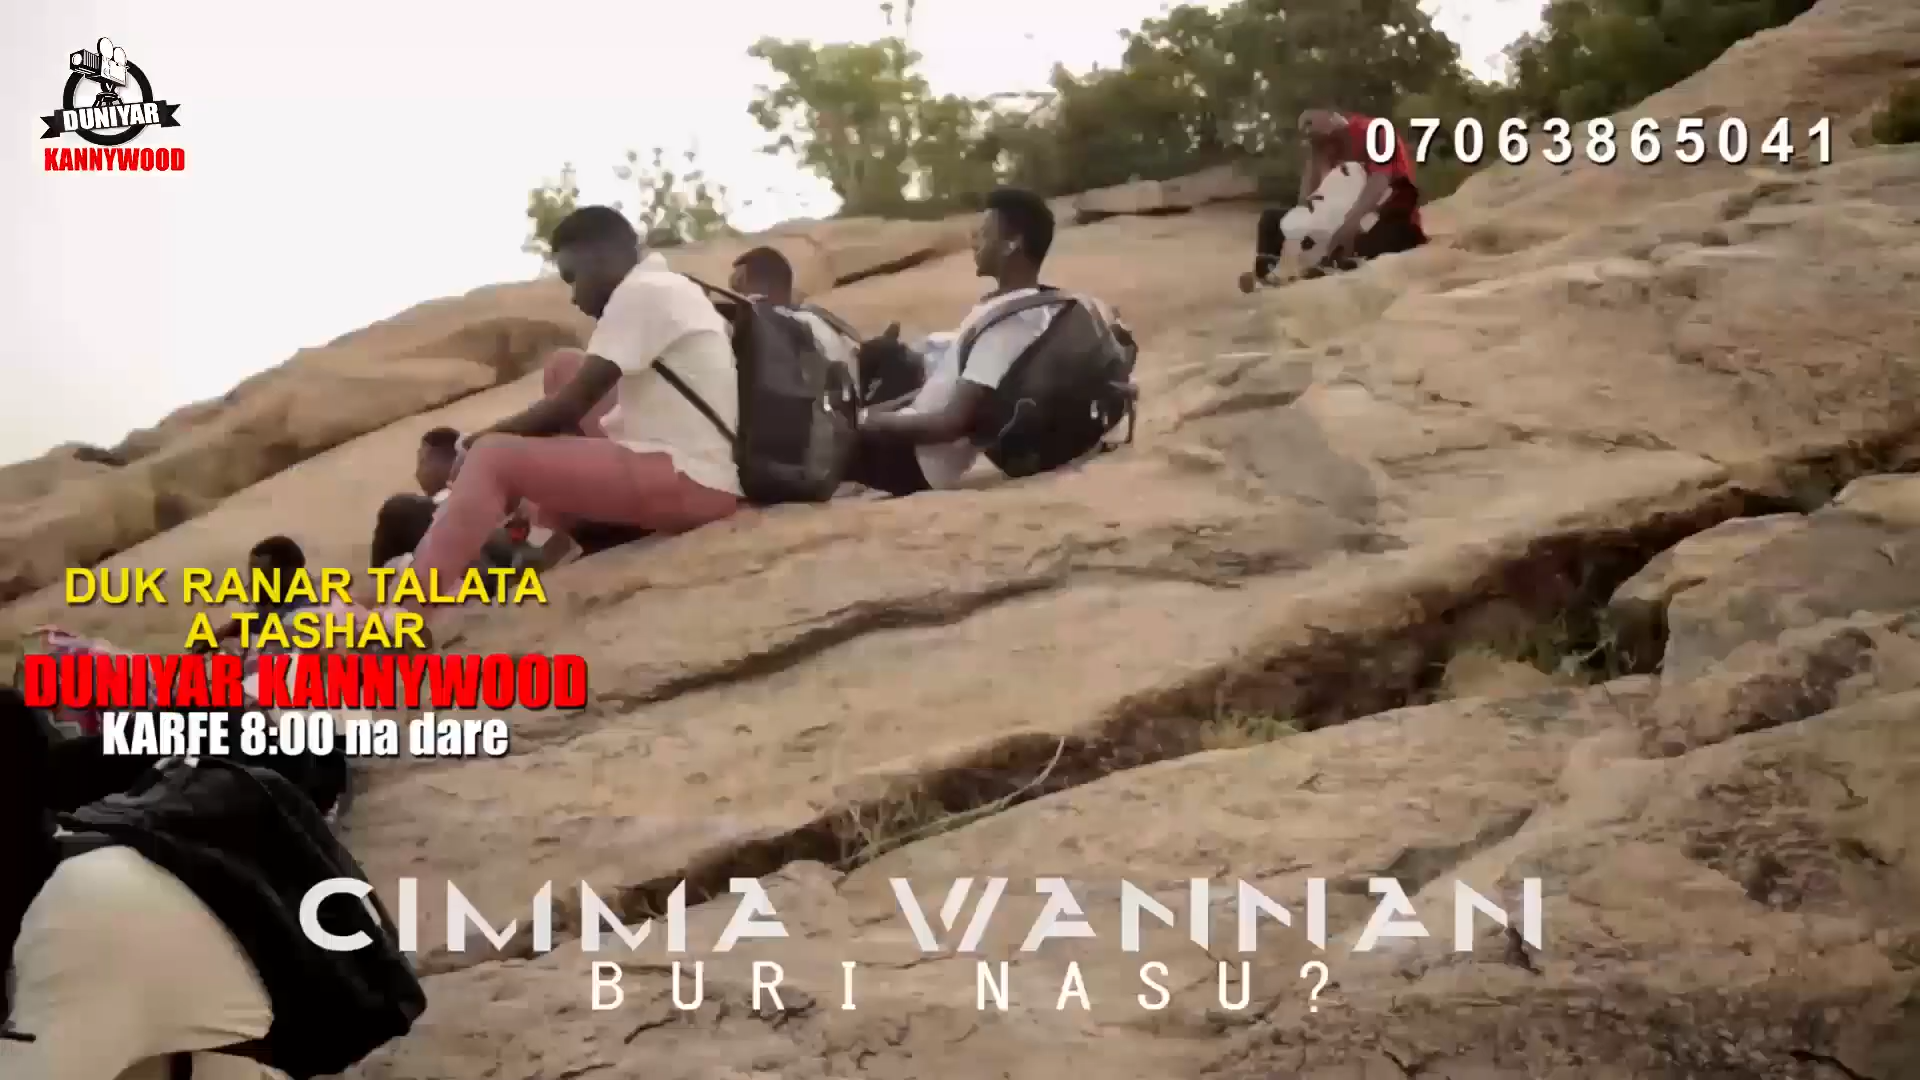 DUNIYAR
KANNYWOOD
07063865041
DUK RANAR TALATA
A TASHAR
DUNIYAR KANNYWOOD
KARFE 8:00 na dare
CIMMA WANNAN
BURI NASU?